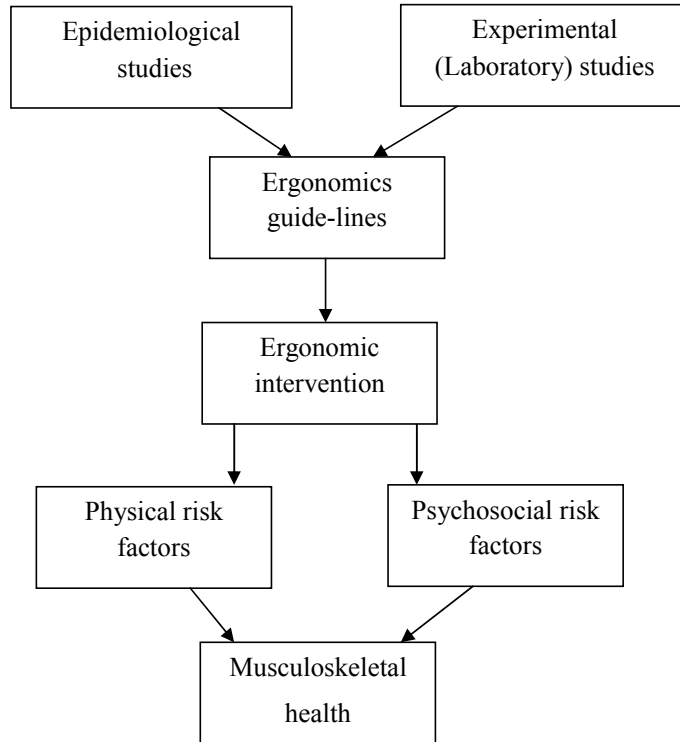 Epidemiological
studies
Experimental
(Laboratory) studies
Ergonomics
guide-lines
Ergonomic
intervention
Physical risk
factors
Psychosocial risk
factors
Musculoskeletal
health